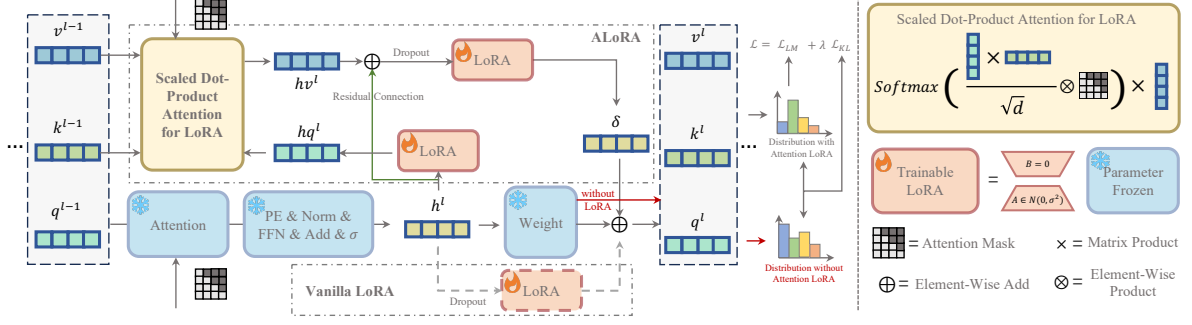 v^{l-1}
k^{l-1}
q^{l-1}
...
Scaled Dot-
Product
Attention
for LoRA
hv^l
Dropout
LoRA
ALoRA
Residual Connection
hq^l
LoRA
δ
Attention
PE & Norm &
FFN & Add & σ
h^l
Weight
without
LoRA
Vanilla LoRA
Dropout
LoRA
v^l
k^l
q^l
...
ℒ = ℒ_{LM} + λ ℒ_{KL}
Distribution with
Attention LoRA
Distribution without
Attention LoRA
Scaled Dot-Product Attention for LoRA
Softmax ( × ⊗ ) ×
√d
Trainable
LoRA
=
B = 0
A ∈ N(0, σ²)
Parameter
Frozen
= Attention Mask
× = Matrix Product
⊕ = Element-Wise Add
⊗ = Element-Wise
Product